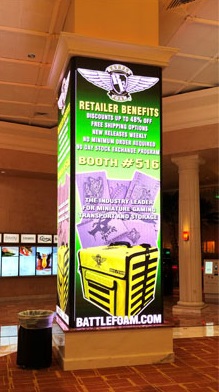 BATTLE
FOAM
RETAILER BENEFITS
DISCOUNTS UP TO 48% OFF
FREE SHIPPING OPTIONS
NEW RELEASES WEEKLY
NO MINIMUM ORDER REQUIRED
90 DAY STOCK EXCHANGE PROGRAM
BOOTH #516
THE INDUSTRY LEADER
FOR MINIATURE GAMING
TRANSPORT AND STORAGE
BATTLEFOAM.COM